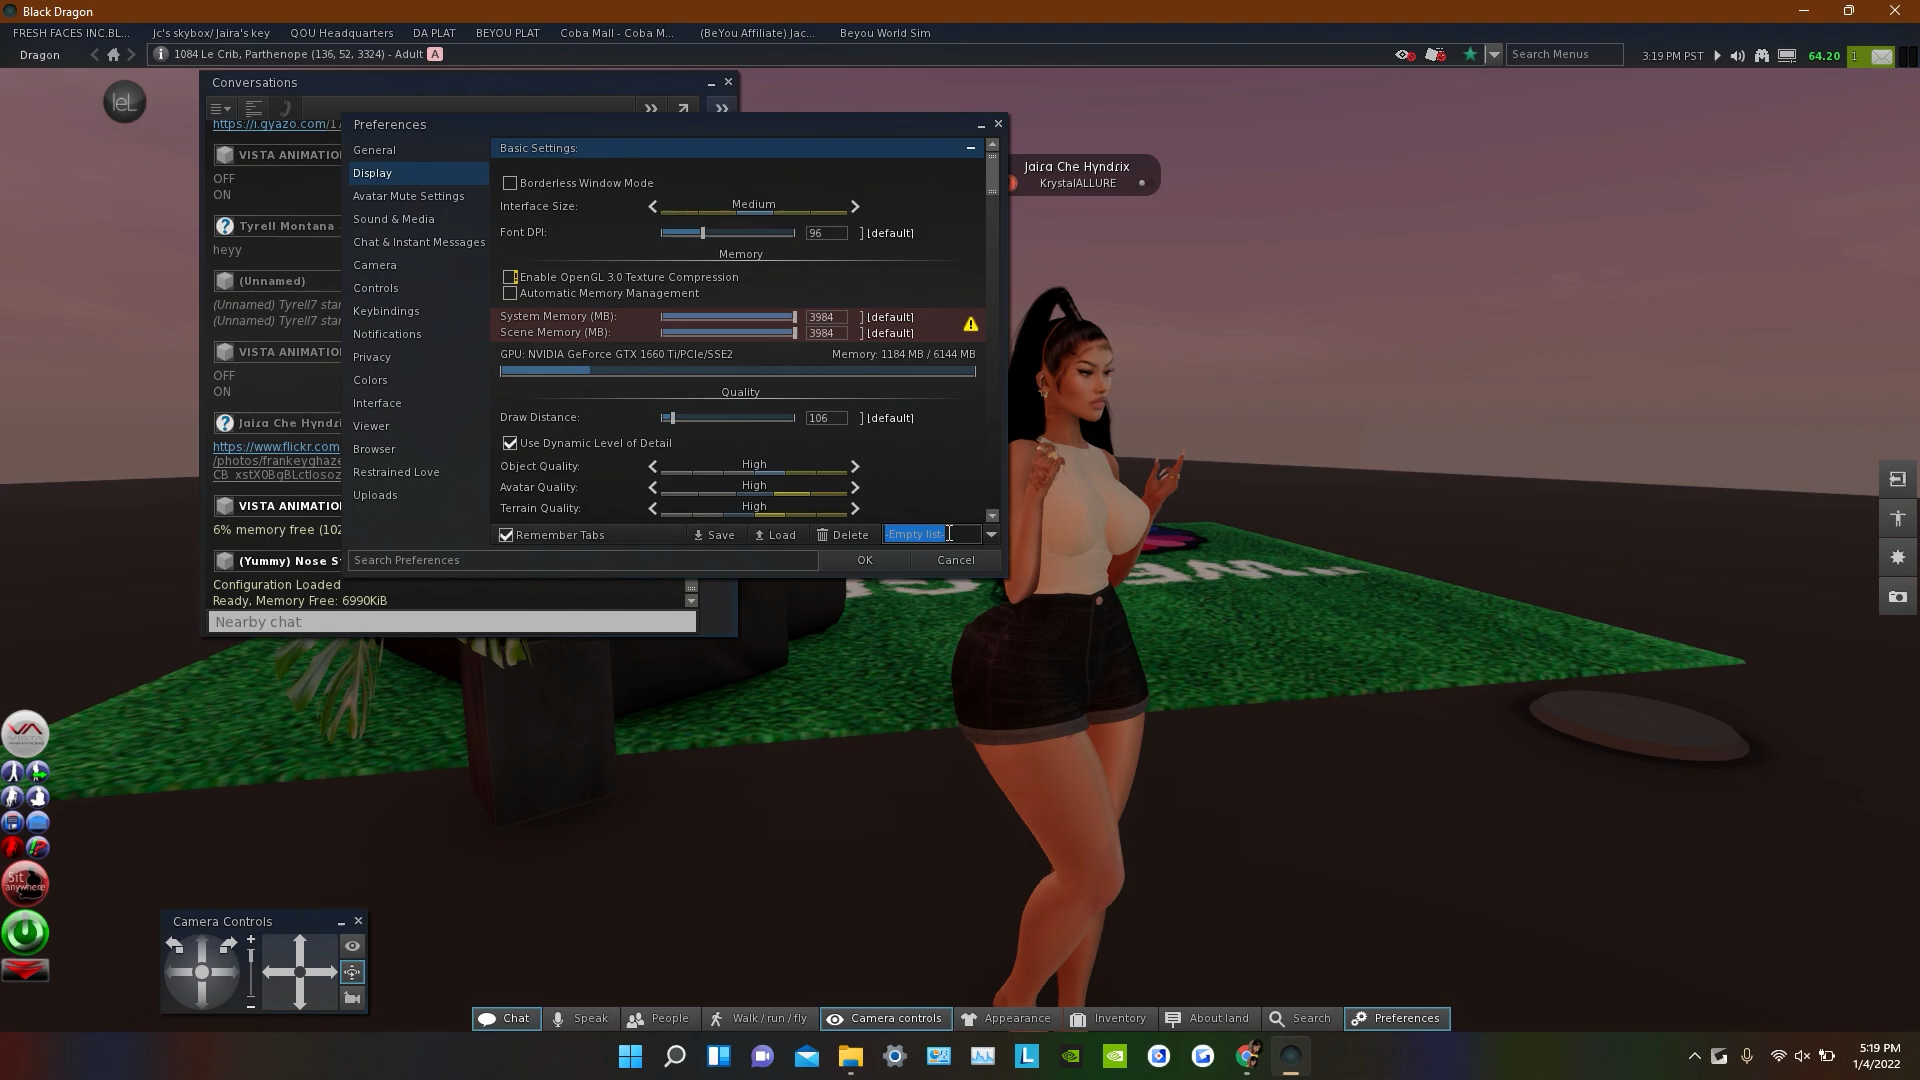 Black Dragon
FRESH FACES INC.BL... Jc's skybox/ Jaira's key QOU Headquarters DA PLAT BEYOU PLAT Coba Mall - Coba M... (BeYou Affiliate) Jac... Beyou World Sim
Dragon 1084 Le Crib, Parthenope (136, 52, 3324) - Adult A Search Menus 3:19 PM PST 64.20 1
leL
Conversations
https://i.gyazo.com/17
VISTA ANIMATIO
OFF
ON
Tyrell Montana
heyy
(Unnamed)
(Unnamed) Tyrell7 star
(Unnamed) Tyrell7 star
VISTA ANIMATIO
OFF
ON
Jaıɾa Che Hyndɾi
https://www.flickr.com
/photos/frankeyghaze
VISTA ANIMATIO
6% memory free (102
(Yummy) Nose S
Configuration Loaded
Ready, Memory Free: 6990KiB
Nearby chat
Preferences
General
Display
Avatar Mute Settings
Sound & Media
Chat & Instant Messages
Camera
Controls
Keybindings
Notifications
Privacy
Colors
Interface
Viewer
Browser
Restrained Love
Uploads
Basic Settings:
Borderless Window Mode
Interface Size: Medium
Font DPI: 96 [default]
Memory
Enable OpenGL 3.0 Texture Compression
Automatic Memory Management
System Memory (MB): 3984 [default]
Scene Memory (MB): 3984 [default]
GPU: NVIDIA GeForce GTX 1660 Ti/PCIe/SSE2 Memory: 1184 MB / 6144 MB
Quality
Draw Distance: 106 [default]
Use Dynamic Level of Detail
Object Quality: High
Avatar Quality: High
Terrain Quality: High
Remember Tabs Save Load Delete -Empty list-
Search Preferences OK Cancel
Jaıɾa Che Hyndɾix
KrystalALLURE
VISTA
Sit
anywhere
Camera Controls
Chat Speak People Walk / run / fly Camera controls Appearance Inventory About land Search Preferences
L
5:19 PM
1/4/2022